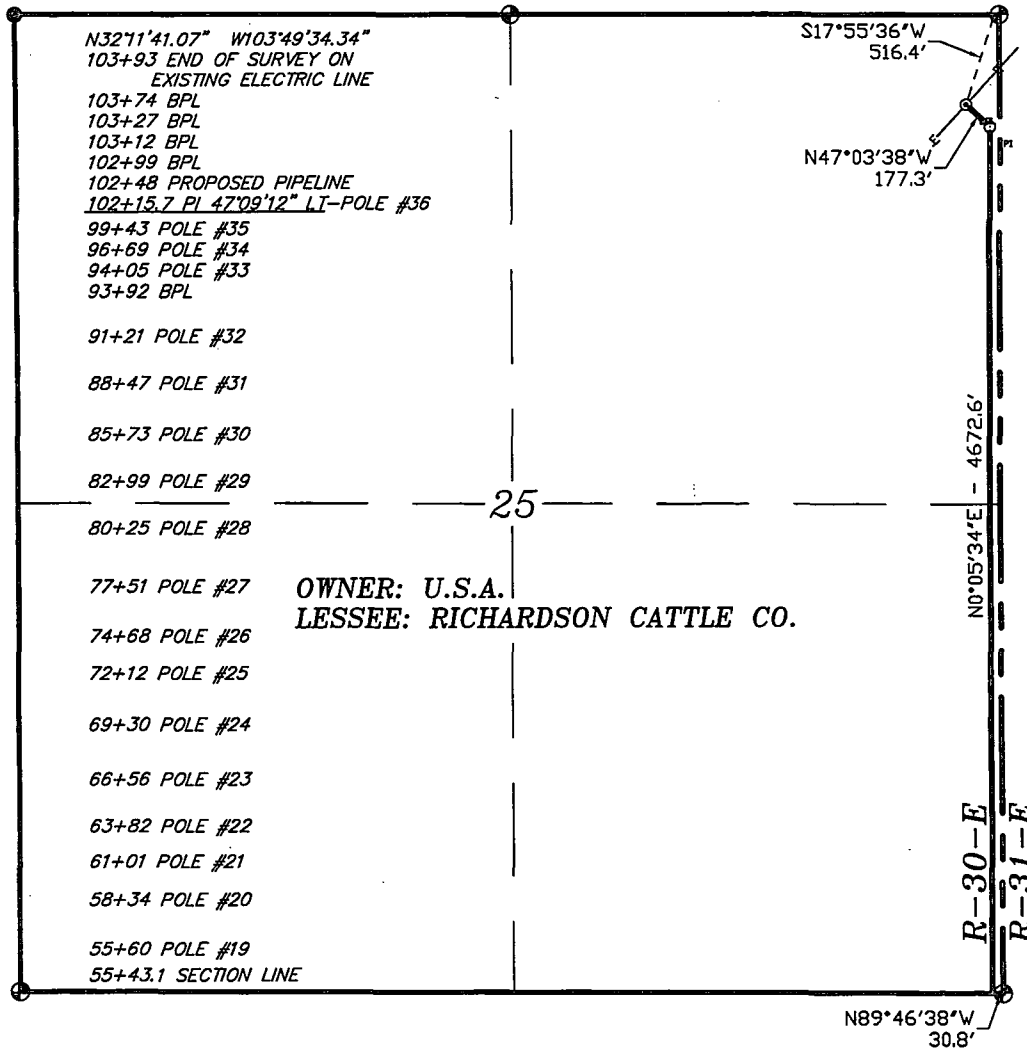 N32°11'41.07" W103°49'34.34"
103+93 END OF SURVEY ON
EXISTING ELECTRIC LINE
103+74 BPL
103+27 BPL
103+12 BPL
102+99 BPL
102+48 PROPOSED PIPELINE
102+15.7 PI 47°09'12" LT-POLE #36
99+43 POLE #35
96+69 POLE #34
94+05 POLE #33
93+92 BPL
91+21 POLE #32
88+47 POLE #31
85+73 POLE #30
82+99 POLE #29
80+25 POLE #28
77+51 POLE #27
74+68 POLE #26
72+12 POLE #25
69+30 POLE #24
66+56 POLE #23
63+82 POLE #22
61+01 POLE #21
58+34 POLE #20
55+60 POLE #19
55+43.1 SECTION LINE
25
OWNER: U.S.A.
LESSEE: RICHARDSON CATTLE CO.
S17°55'36"W
516.4'
E
PI
N47°03'38"W
177.3'
N0°05'34"E - 4672.6'
R-30-E
R-31-E
N89°46'38"W
30.8'